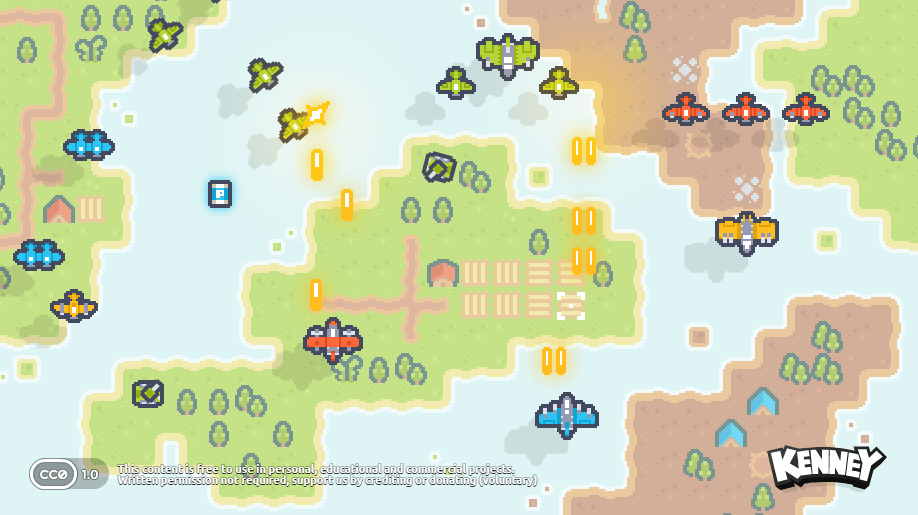 P
CC0 1.0
This content is free to use in personal, educational and commercial projects.
Written permission not required, support us by crediting or donating (voluntary)
KENNEY